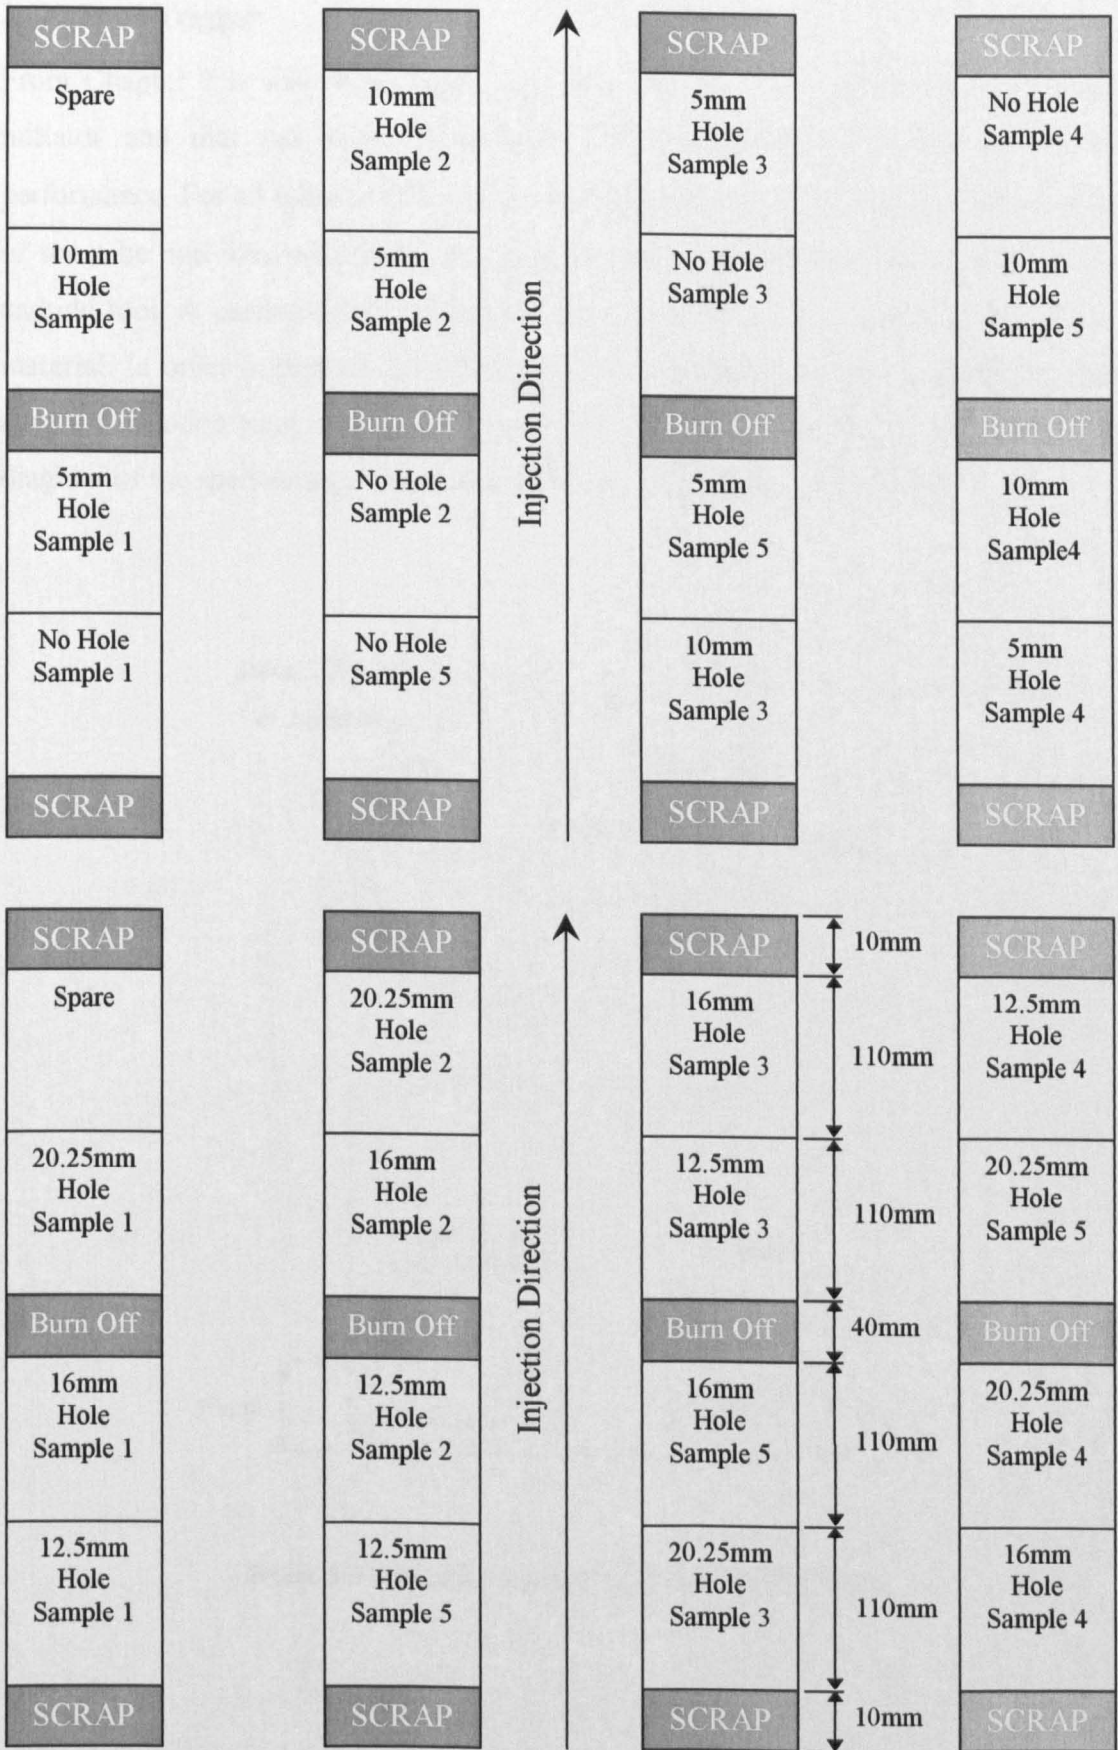 SCRAP
Spare
10mm
Hole
Sample 1
Burn Off
5mm
Hole
Sample 1
No Hole
Sample 1
SCRAP
SCRAP
10mm
Hole
Sample 2
5mm
Hole
Sample 2
Burn Off
No Hole
Sample 2
No Hole
Sample 5
SCRAP
Injection Direction
SCRAP
5mm
Hole
Sample 3
No Hole
Sample 3
Burn Off
5mm
Hole
Sample 5
10mm
Hole
Sample 3
SCRAP
SCRAP
No Hole
Sample 4
10mm
Hole
Sample 5
Burn Off
10mm
Hole
Sample4
5mm
Hole
Sample 4
SCRAP
SCRAP
Spare
20.25mm
Hole
Sample 1
Burn Off
16mm
Hole
Sample 1
12.5mm
Hole
Sample 1
SCRAP
SCRAP
20.25mm
Hole
Sample 2
16mm
Hole
Sample 2
Burn Off
12.5mm
Hole
Sample 2
12.5mm
Hole
Sample 5
SCRAP
Injection Direction
SCRAP
16mm
Hole
Sample 3
12.5mm
Hole
Sample 3
Burn Off
16mm
Hole
Sample 5
20.25mm
Hole
Sample 3
SCRAP
10mm
110mm
110mm
40mm
110mm
110mm
10mm
SCRAP
12.5mm
Hole
Sample 4
20.25mm
Hole
Sample 5
Burn Off
20.25mm
Hole
Sample 4
16mm
Hole
Sample 4
SCRAP